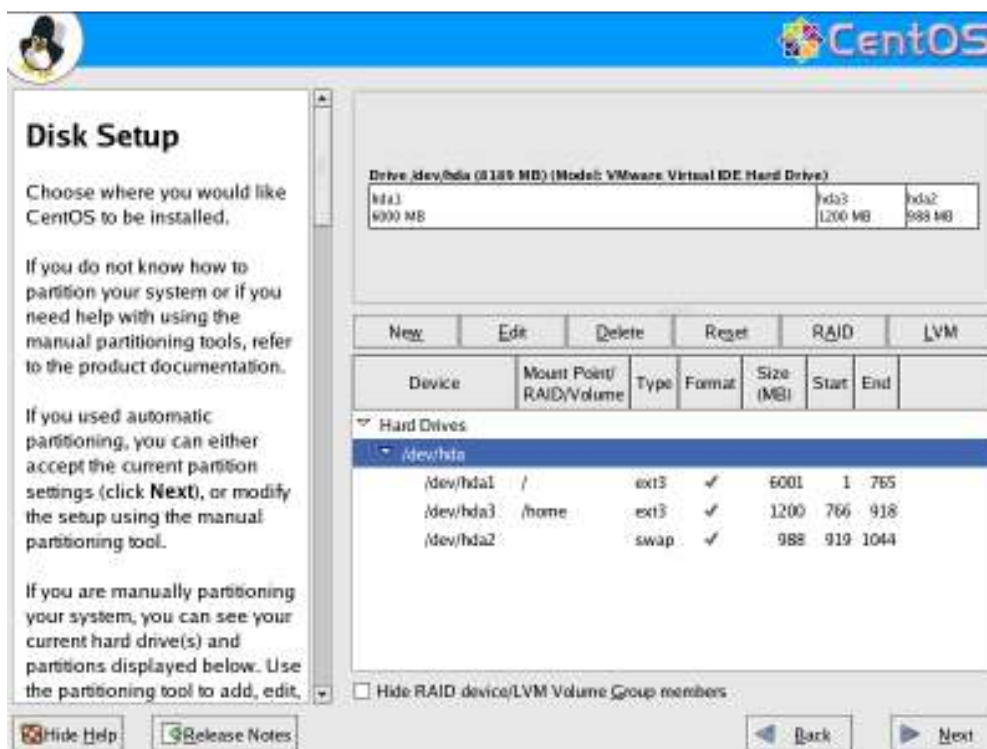 CentOS
Disk Setup
Choose where you would like
CentOS to be installed.
If you do not know how to
partition your system or if you
need help with using the
manual partitioning tools, refer
to the product documentation.
If you used automatic
partitioning, you can either
accept the current partition
settings (click Next), or modify
the setup using the manual
partitioning tool.
If you are manually partitioning
your system, you can see your
current hard drive(s) and
partitions displayed below. Use
the partitioning tool to add, edit,
Drive /dev/hda (8189 MB) (Model: VMware Virtual IDE Hard Drive)
hda1 hda3 hda2
6000 MB 1200 MB 988 MB
New Edit Delete Reset RAID LVM
Device Mount Point/ RAID/Volume Type Format Size (MB) Start End
Hard Drives
/dev/hda
/dev/hda1 / ext3 ✓ 6001 1 765
/dev/hda3 /home ext3 ✓ 1200 766 918
/dev/hda2 swap ✓ 988 919 1044
Hide RAID device/LVM Volume Group members
Hide Help Release Notes Back Next